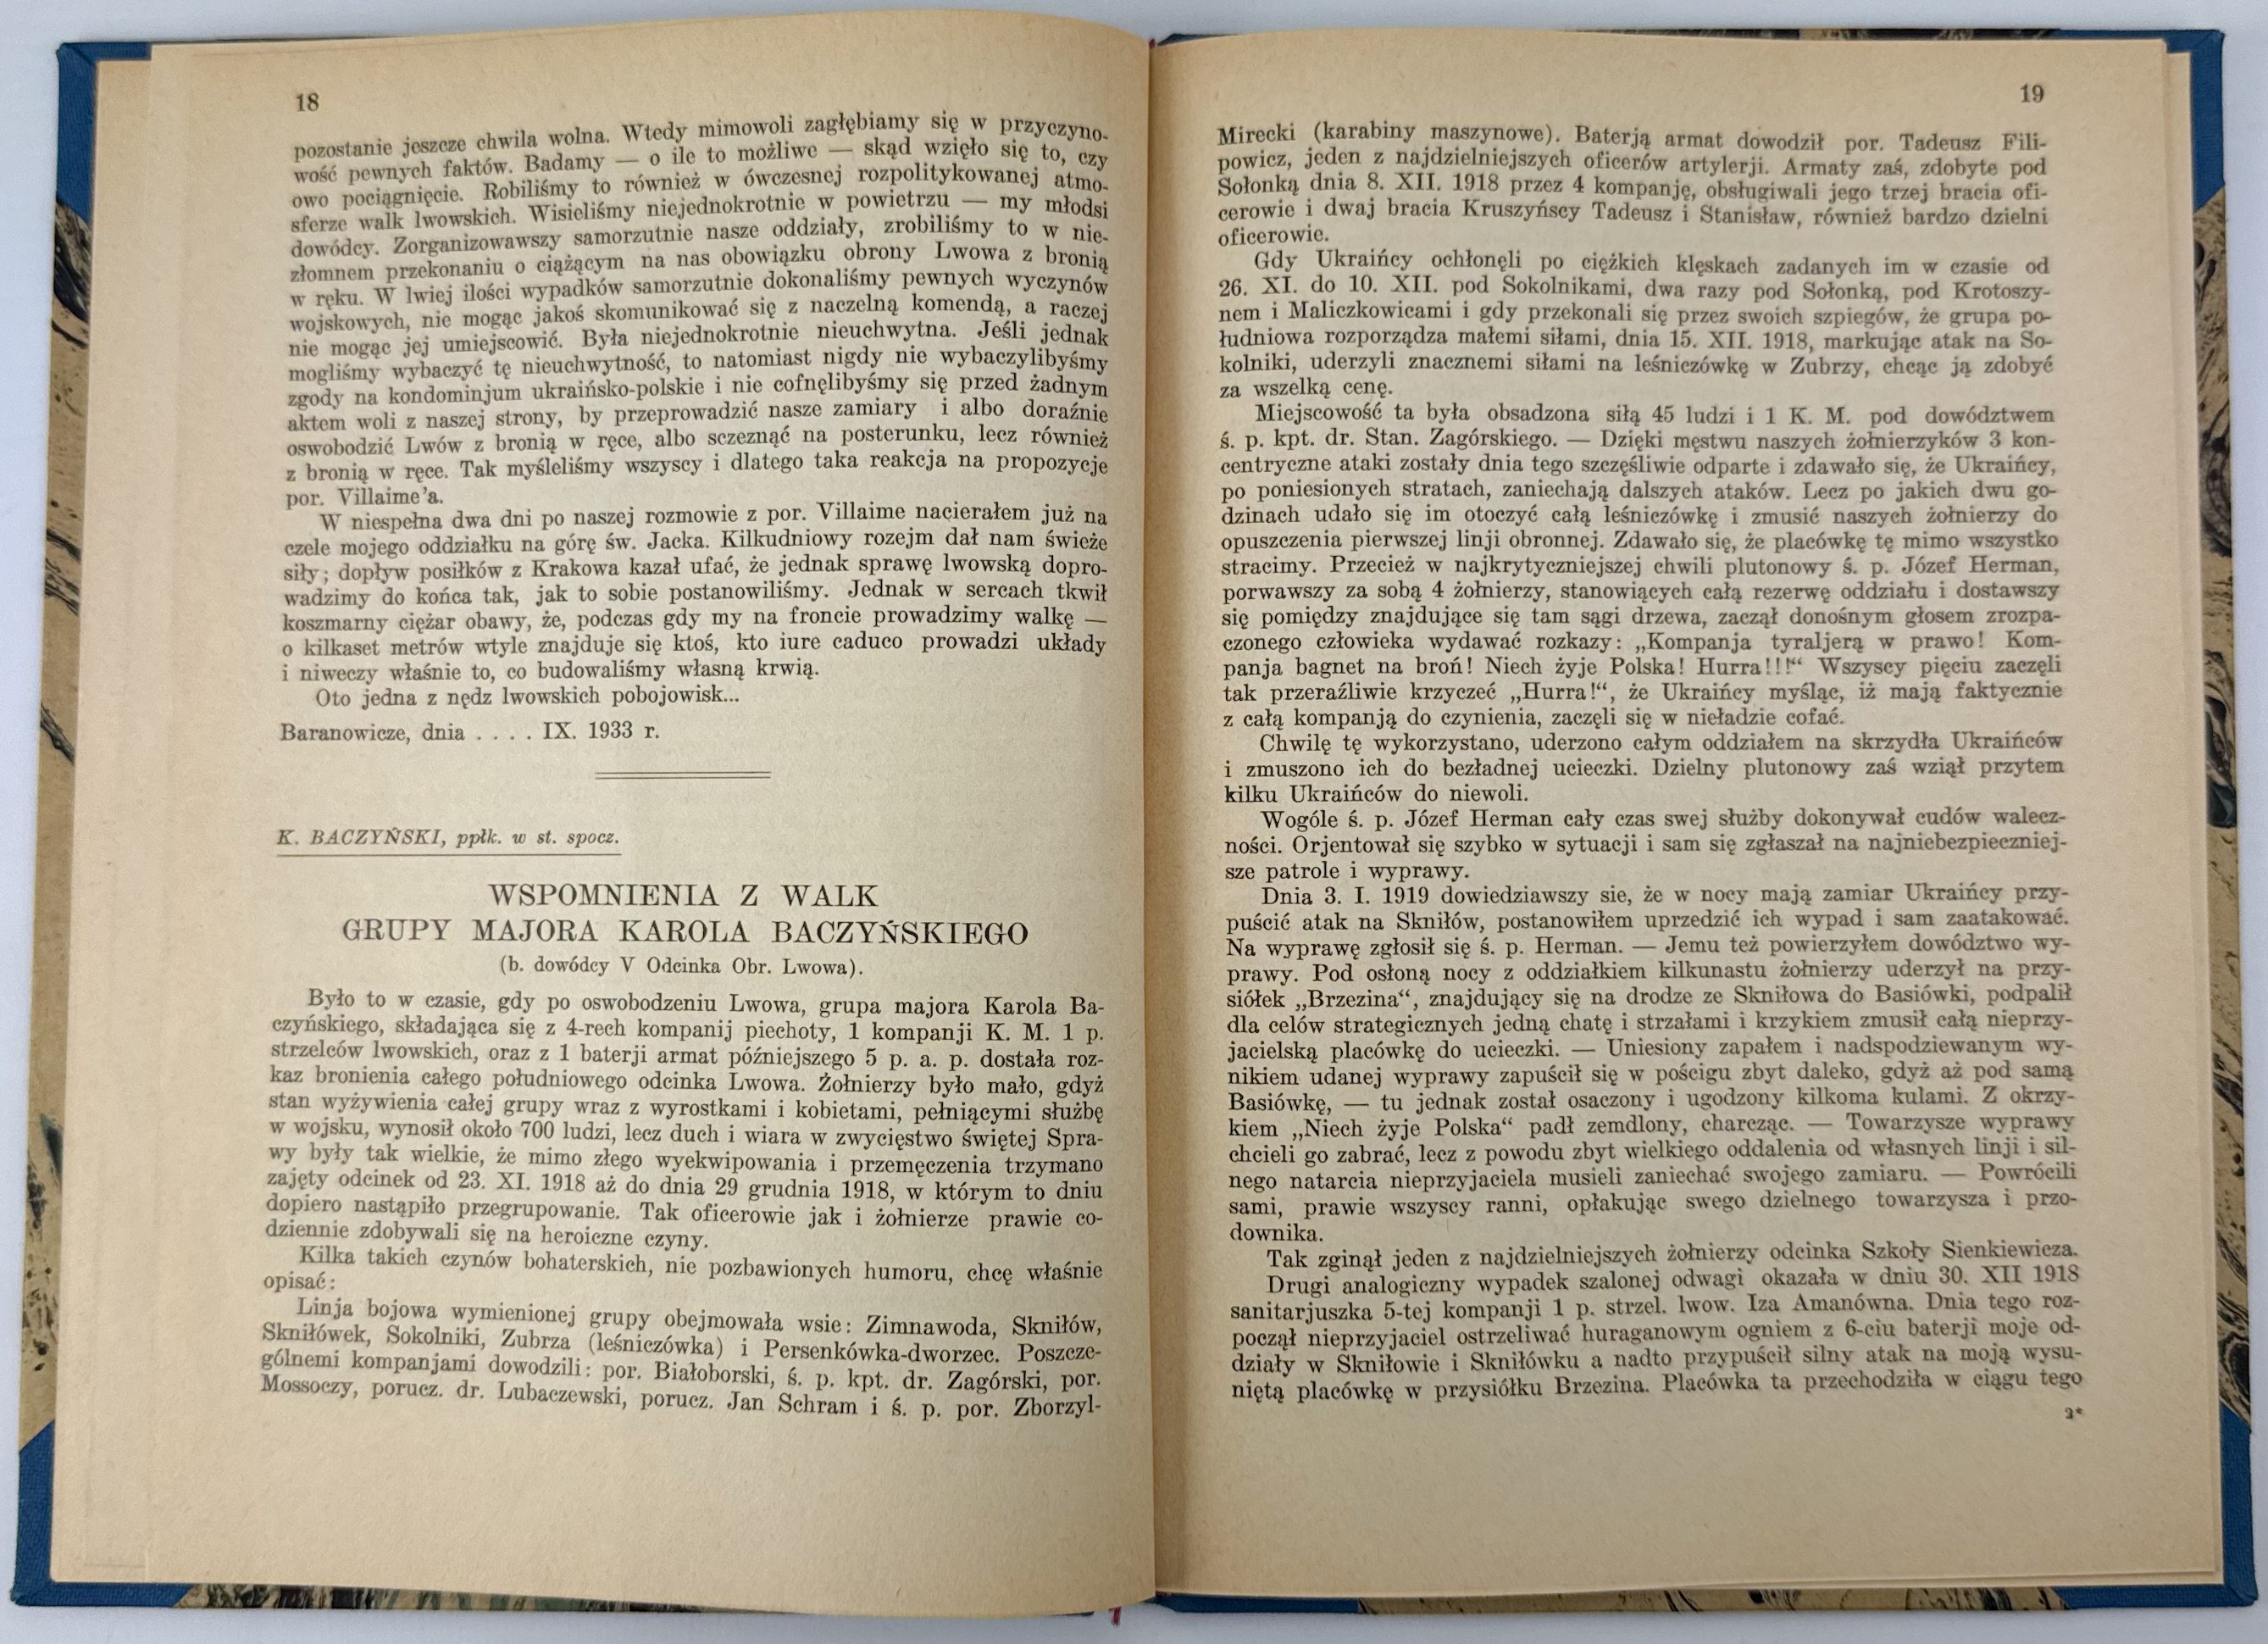 18
pozostanie jeszcze chwila wolna. Wtedy mimowoli zagłębiamy się w przyczyno-
wość pewnych faktów. Badamy — o ile to możliwe — skąd wzięło się to, czy
owo pociągnięcie. Robiliśmy to również w ówczesnej rozpolitykowanej atmo-
sferze walk lwowskich. Wisieliśmy niejednokrotnie w powietrzu — my młodsi
dowódcy. Zorganizowawszy samorzutnie nasze oddziały, zrobiliśmy to w nie-
złomnem przekonaniu o ciążącym na nas obowiązku obrony Lwowa z bronią
w ręku. W lwiej ilości wypadków samorzutnie dokonaliśmy pewnych wyczynów
wojskowych, nie mogąc jakoś skomunikować się z naczelną komendą, a raczej
nie mogąc jej umiejscowić. Była niejednokrotnie nieuchwytna. Jeśli jednak
mogliśmy wybaczyć tę nieuchwytność, to natomiast nigdy nie wybaczylibyśmy
zgody na kondominjum ukraińsko-polskie i nie cofnęlibyśmy się przed żadnym
aktem woli z naszej strony, by przeprowadzić nasze zamiary i albo doraźnie
oswobodzić Lwów z bronią w ręce, albo sczeznąć na posterunku, lecz również
z bronią w ręce. Tak myśleliśmy wszyscy i dlatego taka reakcja na propozycje
por. Villaime'a.
W niespełna dwa dni po naszej rozmowie z por. Villaime nacierałem już na
czele mojego oddziałku na górę św. Jacka. Kilkudniowy rozejm dał nam świeże
siły; dopływ posiłków z Krakowa kazał ufać, że jednak sprawę lwowską dopro-
wadzimy do końca tak, jak to sobie postanowiliśmy. Jednak w sercach tkwił
koszmarny ciężar obawy, że, podczas gdy my na froncie prowadzimy walkę —
o kilkaset metrów wtyle znajduje się ktoś, kto iure caduco prowadzi układy
i niweczy właśnie to, co budowaliśmy własną krwią.
Oto jedna z nędz lwowskich pobojowisk...
Baranowicze, dnia . . . . IX. 1933 r.
K. BACZYŃSKI, ppłk. w st. spocz.
WSPOMNIENIA Z WALK
GRUPY MAJORA KAROLA BACZYŃSKIEGO
(b. dowódcy V Odcinka Obr. Lwowa).
Było to w czasie, gdy po oswobodzeniu Lwowa, grupa majora Karola Ba-
czyńskiego, składająca się z 4-rech kompanij piechoty, 1 kompanji K. M. 1 p.
strzelców lwowskich, oraz z 1 baterji armat późniejszego 5 p. a. p. dostała roz-
kaz bronienia całego południowego odcinka Lwowa. Żołnierzy było mało, gdyż
stan wyżywienia całej grupy wraz z wyrostkami i kobietami, pełniącymi służbę
w wojsku, wynosił około 700 ludzi, lecz duch i wiara w zwycięstwo świętej Spra-
wy były tak wielkie, że mimo złego wyekwipowania i przemęczenia trzymano
zajęty odcinek od 23. XI. 1918 aż do dnia 29 grudnia 1918, w którym to dniu
dopiero nastąpiło przegrupowanie. Tak oficerowie jak i żołnierze prawie co-
dziennie zdobywali się na heroiczne czyny.
Kilka takich czynów bohaterskich, nie pozbawionych humoru, chcę właśnie
opisać:
Linja bojowa wymienionej grupy obejmowała wsie: Zimnawoda, Skniłów,
Skniłówek, Sokolniki, Zubrza (leśniczówka) i Persenkówka-dworzec. Poszcze-
gólnemi kompanjami dowodzili: por. Białoborski, ś. p. kpt. dr. Zagórski, por.
Mossoczy, porucz. dr. Lubaczewski, porucz. Jan Schram i ś. p. por. Zborzyl-
19
Mirecki (karabiny maszynowe). Baterją armat dowodził por. Tadeusz Fili-
powicz, jeden z najdzielniejszych oficerów artylerji. Armaty zaś, zdobyte pod
Sołonką dnia 8. XII. 1918 przez 4 kompanję, obsługiwali jego trzej bracia ofi-
cerowie i dwaj bracia Kruszyńscy Tadeusz i Stanisław, również bardzo dzielni
oficerowie.
Gdy Ukraińcy ochłonęli po ciężkich klęskach zadanych im w czasie od
26. XI. do 10. XII. pod Sokolnikami, dwa razy pod Sołonką, pod Krotoszy-
nem i Maliczkowicami i gdy przekonali się przez swoich szpiegów, że grupa po-
łudniowa rozporządza małemi siłami, dnia 15. XII. 1918, markując atak na So-
kolniki, uderzyli znacznemi siłami na leśniczówkę w Zubrzy, chcąc ją zdobyć
za wszelką cenę.
Miejscowość ta była obsadzona siłą 45 ludzi i 1 K. M. pod dowództwem
ś. p. kpt. dr. Stan. Zagórskiego. — Dzięki męstwu naszych żołnierzyków 3 kon-
centryczne ataki zostały dnia tego szczęśliwie odparte i zdawało się, że Ukraińcy,
po poniesionych stratach, zaniechają dalszych ataków. Lecz po jakich dwu go-
dzinach udało się im otoczyć całą leśniczówkę i zmusić naszych żołnierzy do
opuszczenia pierwszej linji obronnej. Zdawało się, że placówkę tę mimo wszystko
stracimy. Przecież w najkrytyczniejszej chwili plutonowy ś. p. Józef Herman,
porwawszy za sobą 4 żołnierzy, stanowiących całą rezerwę oddziału i dostawszy
się pomiędzy znajdujące się tam sągi drzewa, zaczął donośnym głosem zrozpa-
czonego człowieka wydawać rozkazy: „Kompanja tyraljerą w prawo! Kom-
panja bagnet na broń! Niech żyje Polska! Hurra!!!“ Wszyscy pięciu zaczęli
tak przeraźliwie krzyczeć „Hurra!“, że Ukraińcy myśląc, iż mają faktycznie
z całą kompanją do czynienia, zaczęli się w nieładzie cofać.
Chwilę tę wykorzystano, uderzono całym oddziałem na skrzydła Ukraińców
i zmuszono ich do bezładnej ucieczki. Dzielny plutonowy zaś wziął przytem
kilku Ukraińców do niewoli.
Wogóle ś. p. Józef Herman cały czas swej służby dokonywał cudów walecz-
ności. Orjentował się szybko w sytuacji i sam się zgłaszał na najniebezpieczniej-
sze patrole i wyprawy.
Dnia 3. I. 1919 dowiedziawszy sie, że w nocy mają zamiar Ukraińcy przy-
puścić atak na Skniłów, postanowiłem uprzedzić ich wypad i sam zaatakować.
Na wyprawę zgłosił się ś. p. Herman. — Jemu też powierzyłem dowództwo wy-
prawy. Pod osłoną nocy z oddziałkiem kilkunastu żołnierzy uderzył na przy-
siółek „Brzezina“, znajdujący się na drodze ze Skniłowa do Basiówki, podpalił
dla celów strategicznych jedną chatę i strzałami i krzykiem zmusił całą nieprzy-
jacielską placówkę do ucieczki. — Uniesiony zapałem i nadspodziewanym wy-
nikiem udanej wyprawy zapuścił się w pościgu zbyt daleko, gdyż aż pod samą
Basiówkę, — tu jednak został osaczony i ugodzony kilkoma kulami. Z okrzy-
kiem „Niech żyje Polska“ padł zemdlony, charcząc. — Towarzysze wyprawy
chcieli go zabrać, lecz z powodu zbyt wielkiego oddalenia od własnych linji i sil-
nego natarcia nieprzyjaciela musieli zaniechać swojego zamiaru. — Powrócili
sami, prawie wszyscy ranni, opłakując swego dzielnego towarzysza i przo-
downika.
Tak zginął jeden z najdzielniejszych żołnierzy odcinka Szkoły Sienkiewicza.
Drugi analogiczny wypadek szalonej odwagi okazała w dniu 30. XII 1918
sanitarjuszka 5-tej kompanji 1 p. strzel. lwow. Iza Amanówna. Dnia tego roz-
począł nieprzyjaciel ostrzeliwać huraganowym ogniem z 6-ciu baterji moje od-
działy w Skniłowie i Skniłówku a nadto przypuścił silny atak na moją wysu-
niętą placówkę w przysiółku Brzezina. Placówka ta przechodziła w ciągu tego
2*